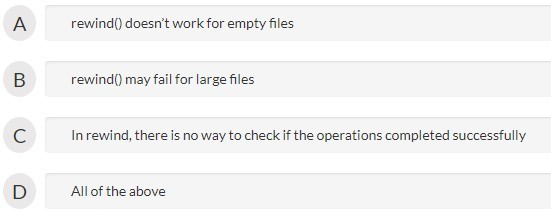 A rewind() doesn't work for empty files
B rewind() may fail for large files
C In rewind, there is no way to check if the operations completed successfully
D All of the above